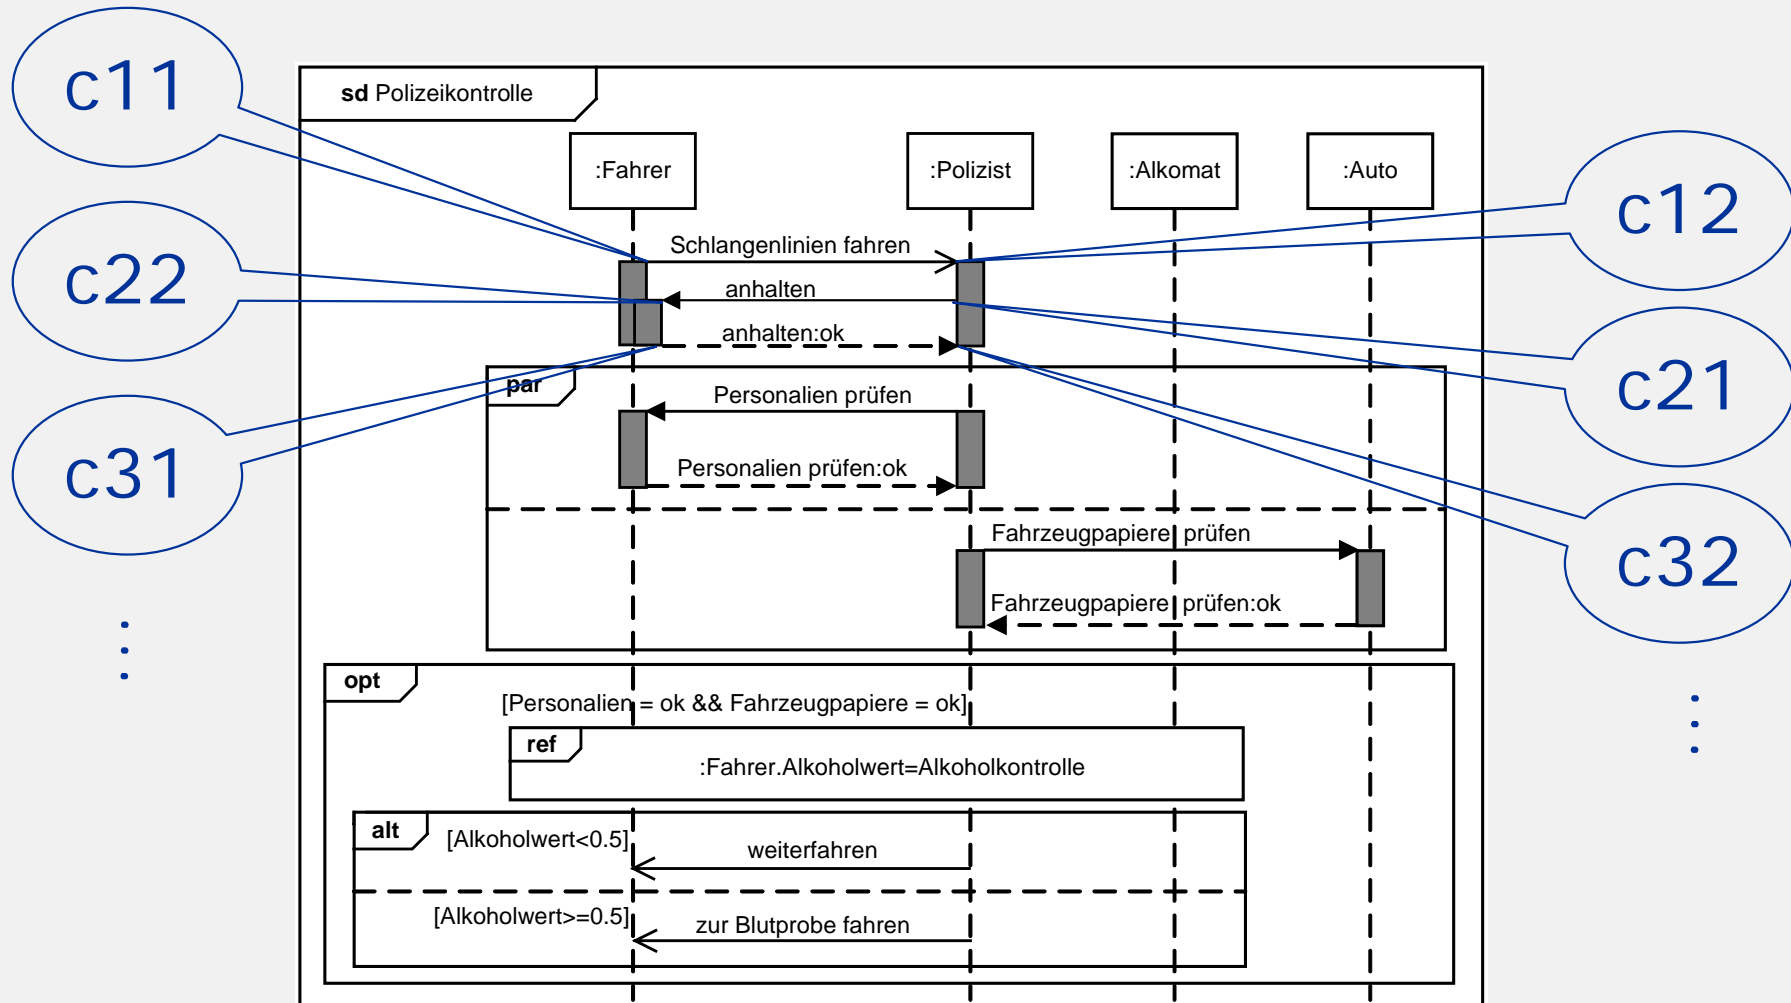 c11
sd Polizeikontrolle
:Fahrer
:Polizist
:Alkomat
:Auto
c12
Schlangenlinien fahren
c22
anhalten
anhalten:ok
c21
par
Personalien prüfen
c31
Personalien prüfen:ok
Fahrzeugpapiere prüfen
c32
Fahrzeugpapiere prüfen:ok
opt
[Personalien = ok && Fahrzeugpapiere = ok]
ref
:Fahrer.Alkoholwert=Alkoholkontrolle
alt
[Alkoholwert<0.5]
weiterfahren
[Alkoholwert>=0.5]
zur Blutprobe fahren